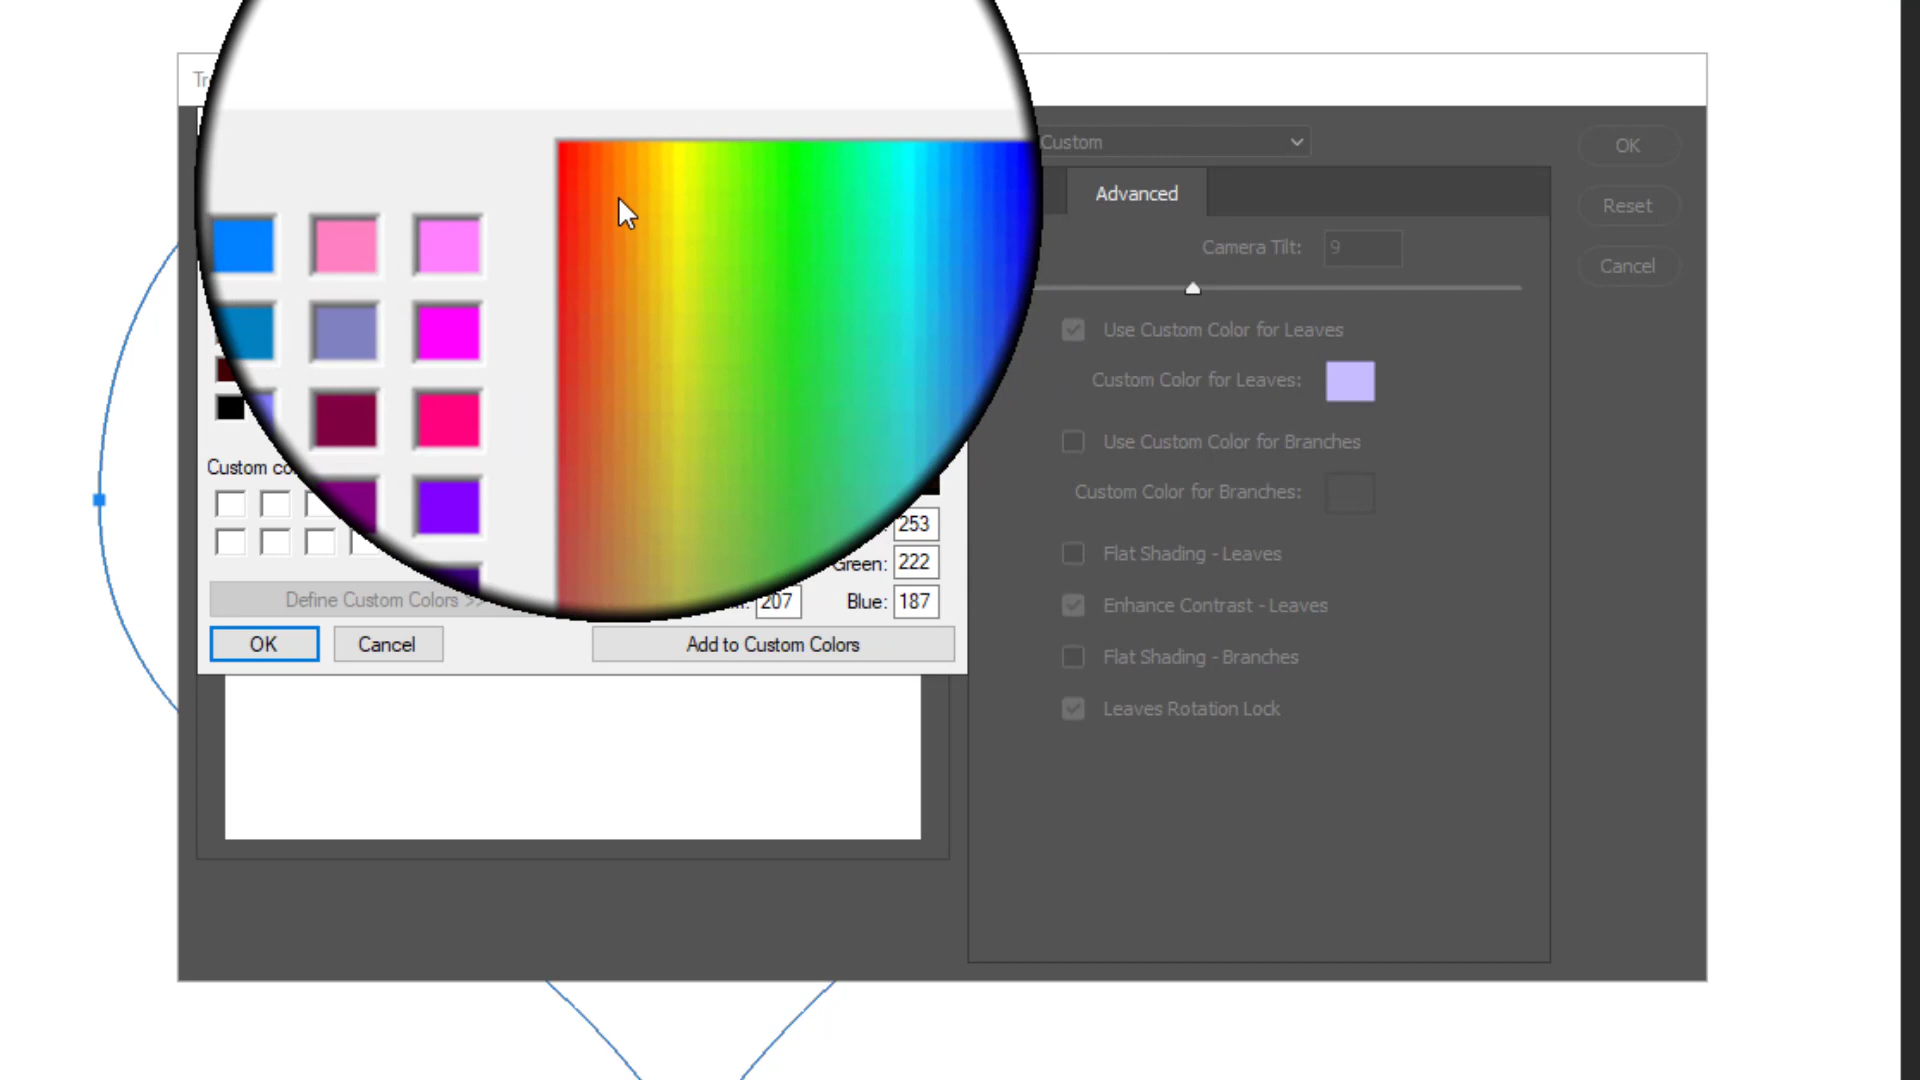 Custom
OK
Advanced
Reset
Camera Tilt: 9
Cancel
Use Custom Color for Leaves
Custom Color for Leaves:
Use Custom Color for Branches
Custom
Custom Color for Branches:
253
Flat Shading - Leaves
Green: 222
Define Custom Colors >>
207
Blue: 187
Enhance Contrast - Leaves
OK
Cancel
Add to Custom Colors
Flat Shading - Branches
Leaves Rotation Lock